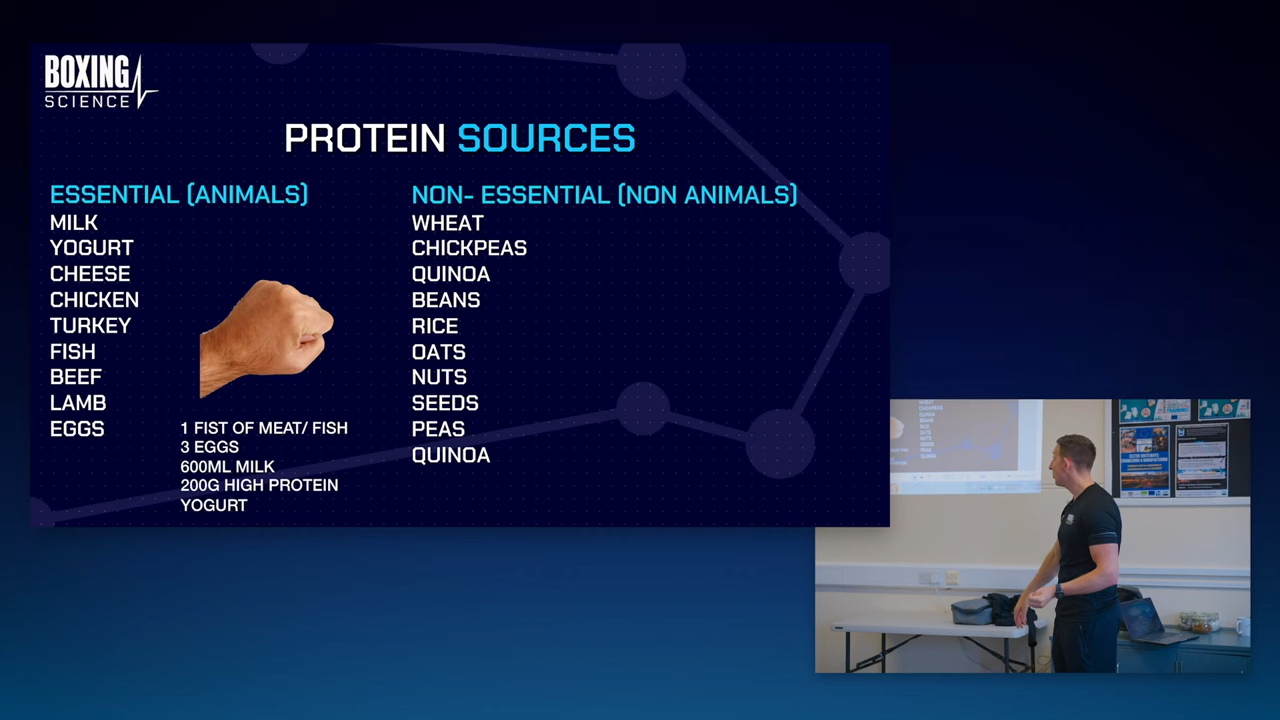 BOXING
SCIENCE
PROTEIN SOURCES
ESSENTIAL (ANIMALS)
MILK
YOGURT
CHEESE
CHICKEN
TURKEY
FISH
BEEF
LAMB
EGGS
1 FIST OF MEAT/ FISH
3 EGGS
600ML MILK
200G HIGH PROTEIN
YOGURT
NON- ESSENTIAL (NON ANIMALS)
WHEAT
CHICKPEAS
QUINOA
BEANS
RICE
OATS
NUTS
SEEDS
PEAS
QUINOA